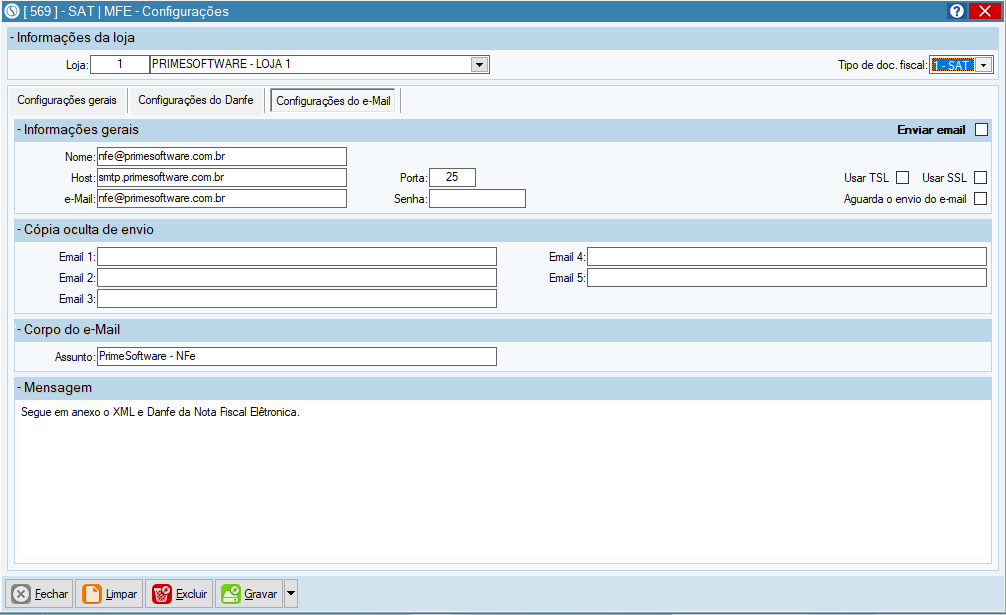 [ 569 ] - SAT | MFE - Configurações
- Informações da loja
Loja: 1 PRIMESOFTWARE - LOJA 1 Tipo de doc. fiscal: 1 - SAT
Configurações gerais Configurações do Danfe Configurações do e-Mail
- Informações gerais Enviar email
Nome: nfe@primesoftware.com.br
Host: smtp.primesoftware.com.br Porta: 25 Usar TSL Usar SSL
e-Mail: nfe@primesoftware.com.br Senha: Aguarda o envio do e-mail
- Cópia oculta de envio
Email 1: Email 4:
Email 2: Email 5:
Email 3:
- Corpo do e-Mail
Assunto: PrimeSoftware - NFe
- Mensagem
Segue em anexo o XML e Danfe da Nota Fiscal Elêtronica.
Fechar Limpar Excluir Gravar